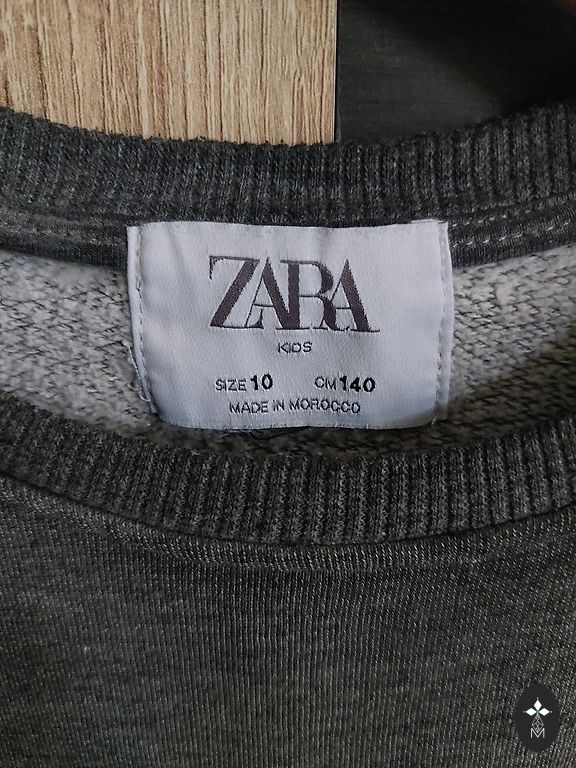 ZARA
KIDS
SIZE 10 CM 140
MADE IN MOROCCO
M